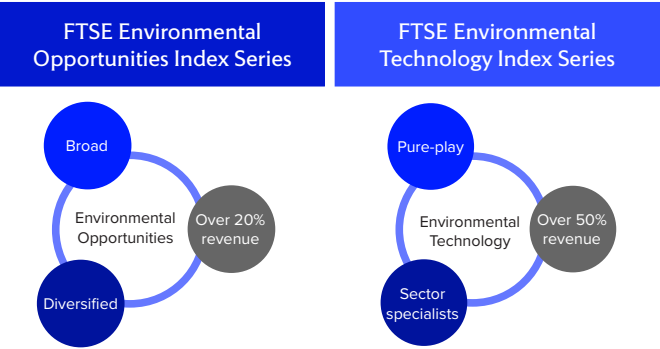 FTSE Environmental
Opportunities Index Series
Broad
Environmental
Opportunities
Over 20%
revenue
Diversified
FTSE Environmental
Technology Index Series
Pure-play
Environmental
Technology
Over 50%
revenue
Sector
specialists